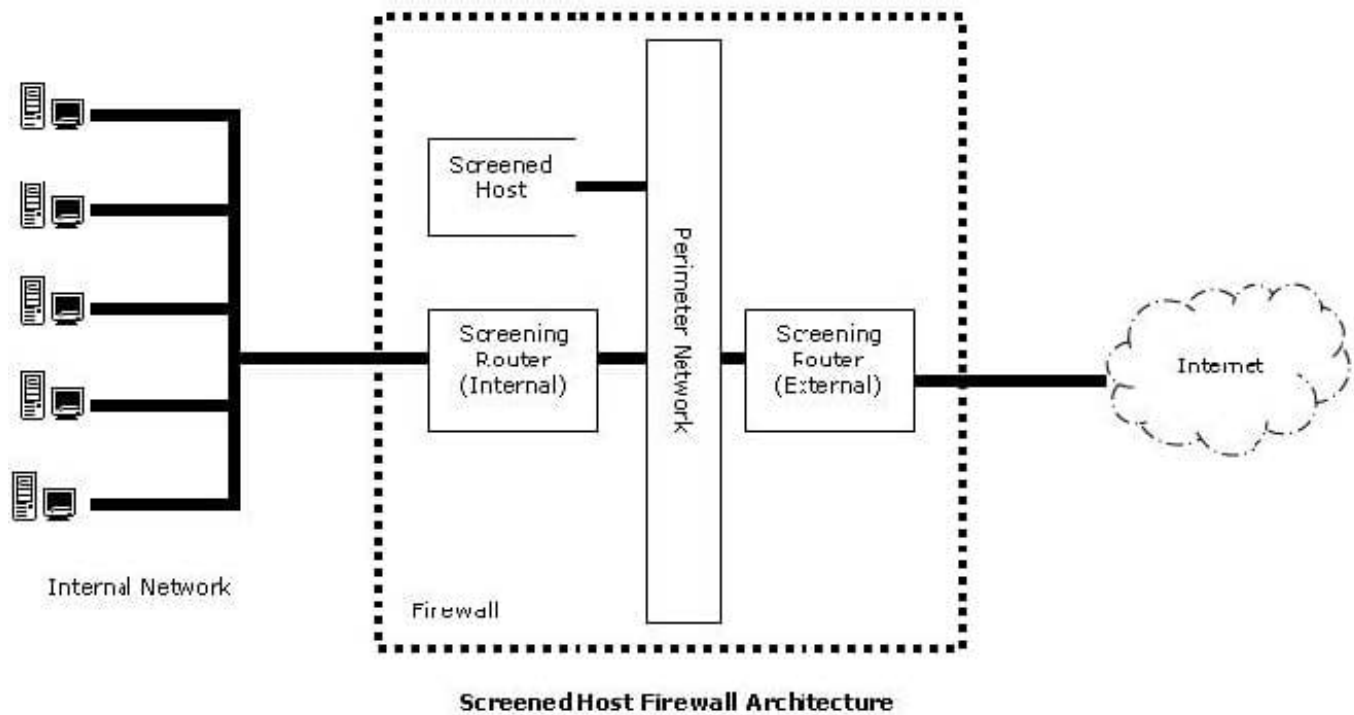 Screened
Host
Perimeter Network
Screening
Router
(Internal)
Screening
Router
(External)
Internet
Internal Network
Firewall
Screened Host Firewall Architecture